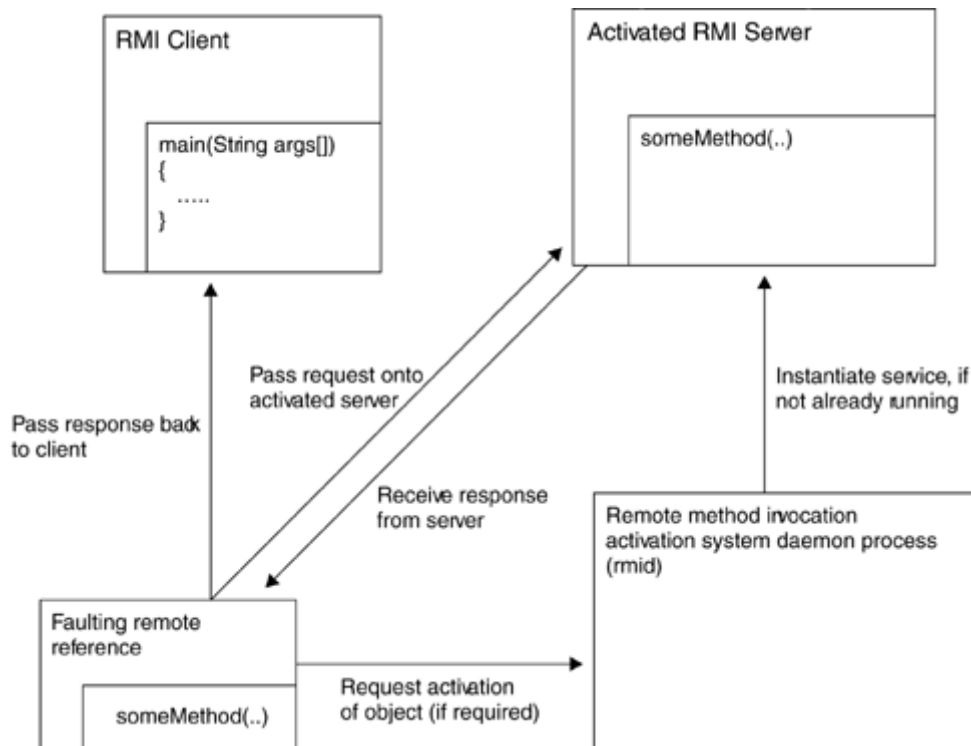 RMI Client
main(String args[])
{
.....
}
Activated RMI Server
someMethod(..)
Pass request onto
activated server
Instantiate service, if
not already running
Pass response back
to client
Receive response
from server
Remote method invocation
activation system daemon process
(rmid)
Faulting remote
reference
someMethod(..)
Request activation
of object (if required)